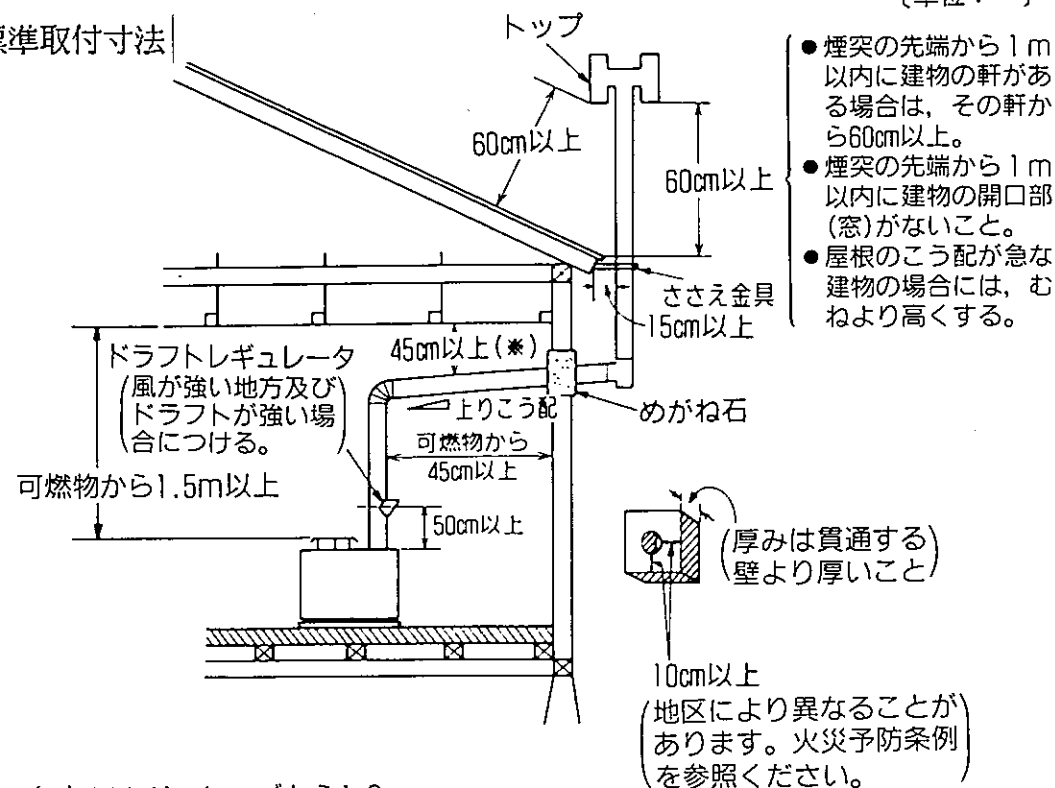 準取付寸法
トップ
60cm以上
60cm以上
●煙突の先端から1m
以内に建物の軒があ
る場合は，その軒か
ら60cm以上。
●煙突の先端から1m
以内に建物の開口部
(窓)がないこと。
●屋根のこう配が急な
建物の場合には，む
ねより高くする。
ささえ金具
15cm以上
ドラフトレギュレータ
(風が強い地方及び
ドラフトが強い場
合につける。)
45cm以上(※)
上りこう配
めがね石
可燃物から
45cm以上
可燃物から1.5m以上
50cm以上
(厚みは貫通する
壁より厚いこと)
10cm以上
(地区により異なることが
あります。火災予防条例
を参照ください。)